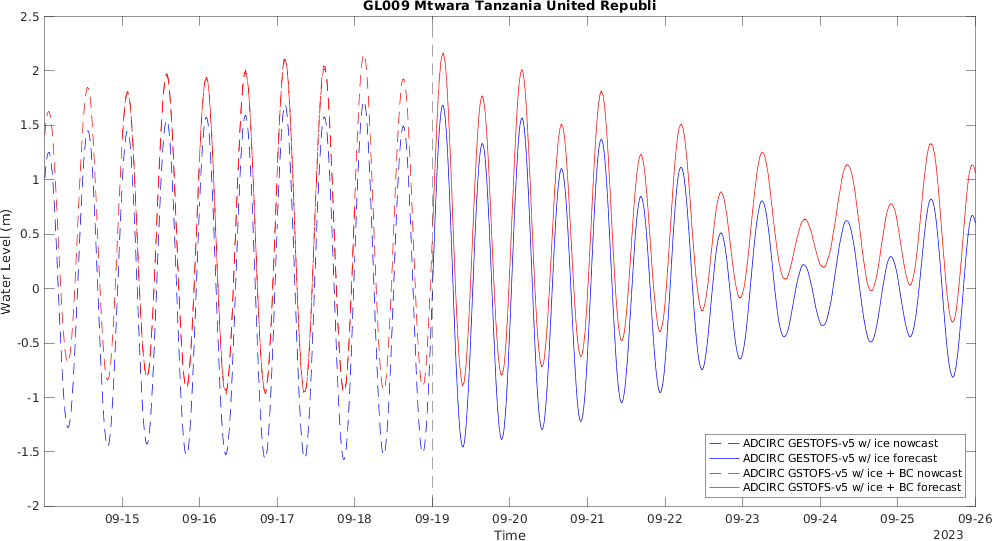 GL009 Mtwara Tanzania United Republi
2.5
2
1.5
1
0.5
0
-0.5
-1
-1.5
-2
Water Level (m)
ADCIRC GESTOFS-v5 w/ ice nowcast
ADCIRC GESTOFS-v5 w/ ice forecast
ADCIRC GSTOFS-v5 w/ ice + BC nowcast
ADCIRC GSTOFS-v5 w/ ice + BC forecast
09-15 09-16 09-17 09-18 09-19 09-20 09-21 09-22 09-23 09-24 09-25 09-26
Time
2023